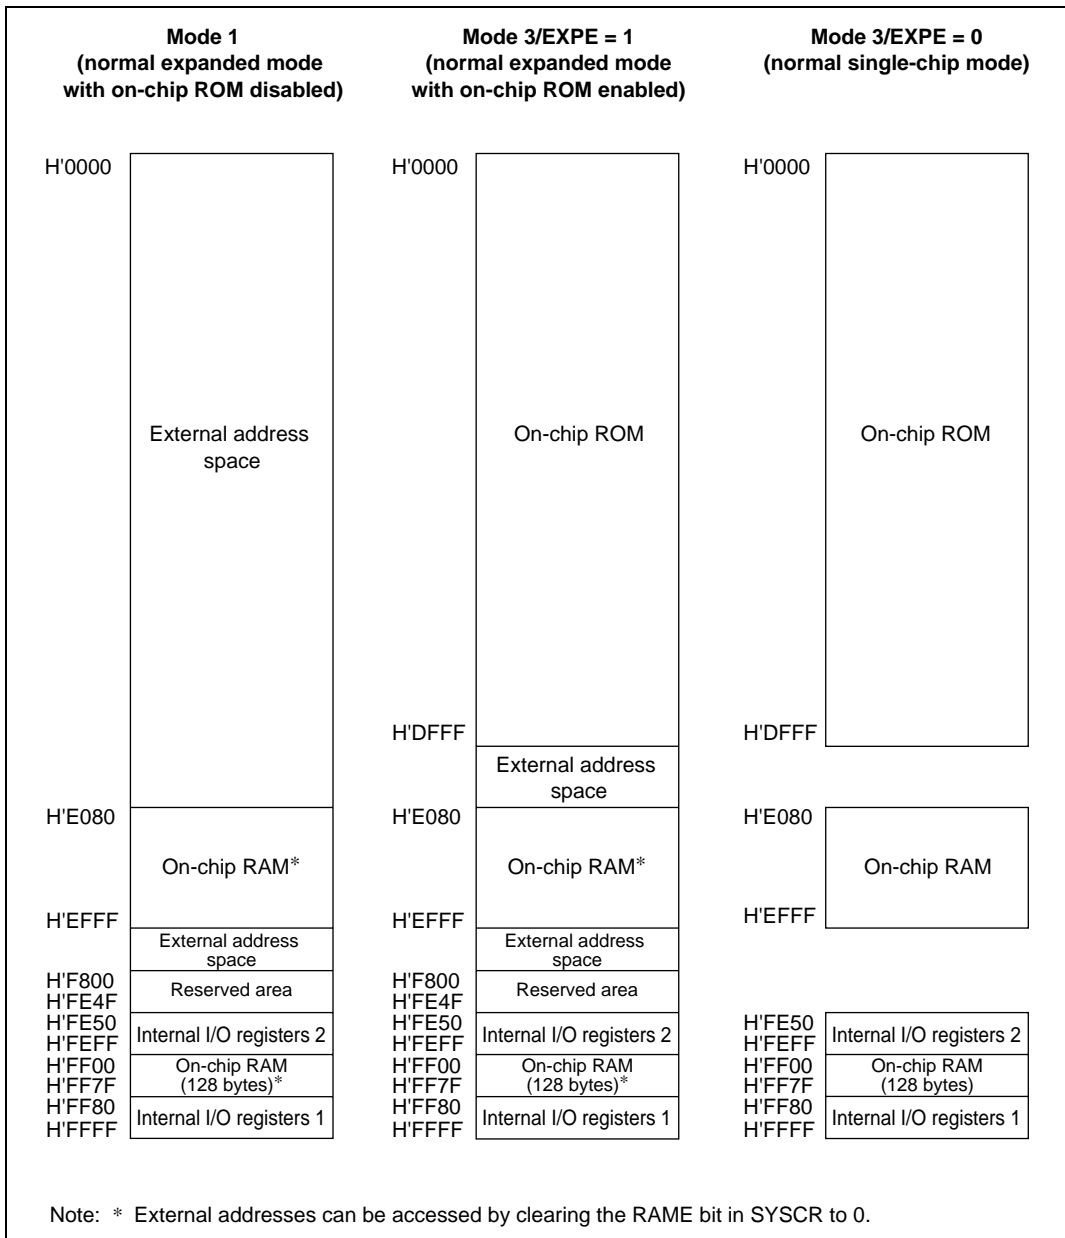 Mode 1
(normal expanded mode
with on-chip ROM disabled)
H'0000
External address
space
H'E080
On-chip RAM*
H'EFFF
External address
space
H'F800
Reserved area
H'FE4F
H'FE50
Internal I/O registers 2
H'FEFF
H'FF00
On-chip RAM
(128 bytes)*
H'FF7F
H'FF80
Internal I/O registers 1
H'FFFF
Mode 3/EXPE = 1
(normal expanded mode
with on-chip ROM enabled)
H'0000
On-chip ROM
H'DFFF
External address
space
H'E080
On-chip RAM*
H'EFFF
External address
space
H'F800
Reserved area
H'FE4F
H'FE50
Internal I/O registers 2
H'FEFF
H'FF00
On-chip RAM
(128 bytes)*
H'FF7F
H'FF80
Internal I/O registers 1
H'FFFF
Mode 3/EXPE = 0
(normal single-chip mode)
H'0000
On-chip ROM
H'DFFF
H'E080
On-chip RAM
H'EFFF
H'FE50
Internal I/O registers 2
H'FEFF
H'FF00
On-chip RAM
(128 bytes)
H'FF7F
H'FF80
Internal I/O registers 1
H'FFFF
Note: * External addresses can be accessed by clearing the RAME bit in SYSCR to 0.